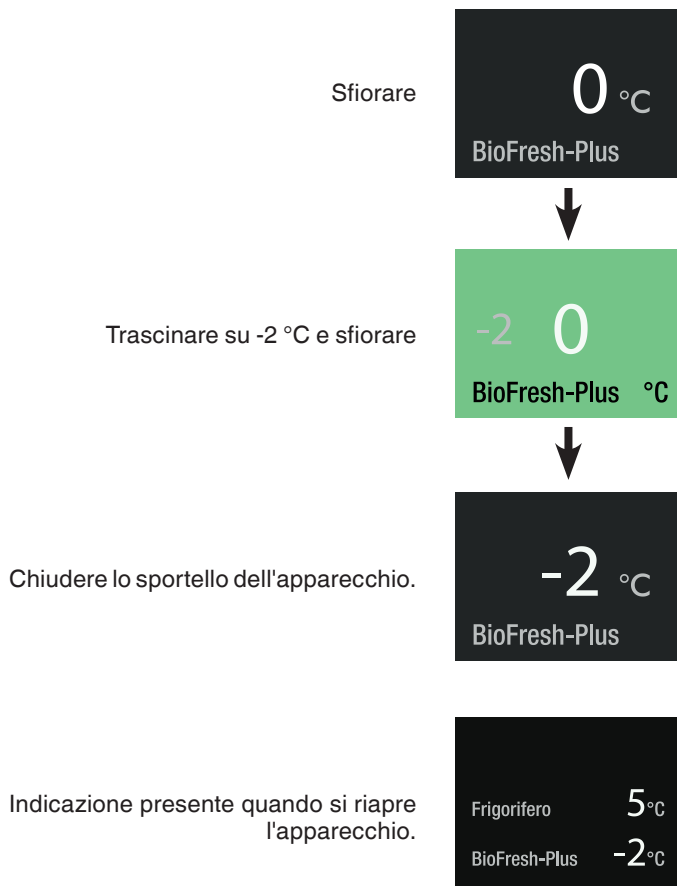 Sfiorare
0 °C
BioFresh-Plus
Trascinare su -2 °C e sfiorare
-2 0
BioFresh-Plus °C
Chiudere lo sportello dell'apparecchio.
-2 °C
BioFresh-Plus
Indicazione presente quando si riapre
l'apparecchio.
Frigorifero 5°C
BioFresh-Plus -2°C